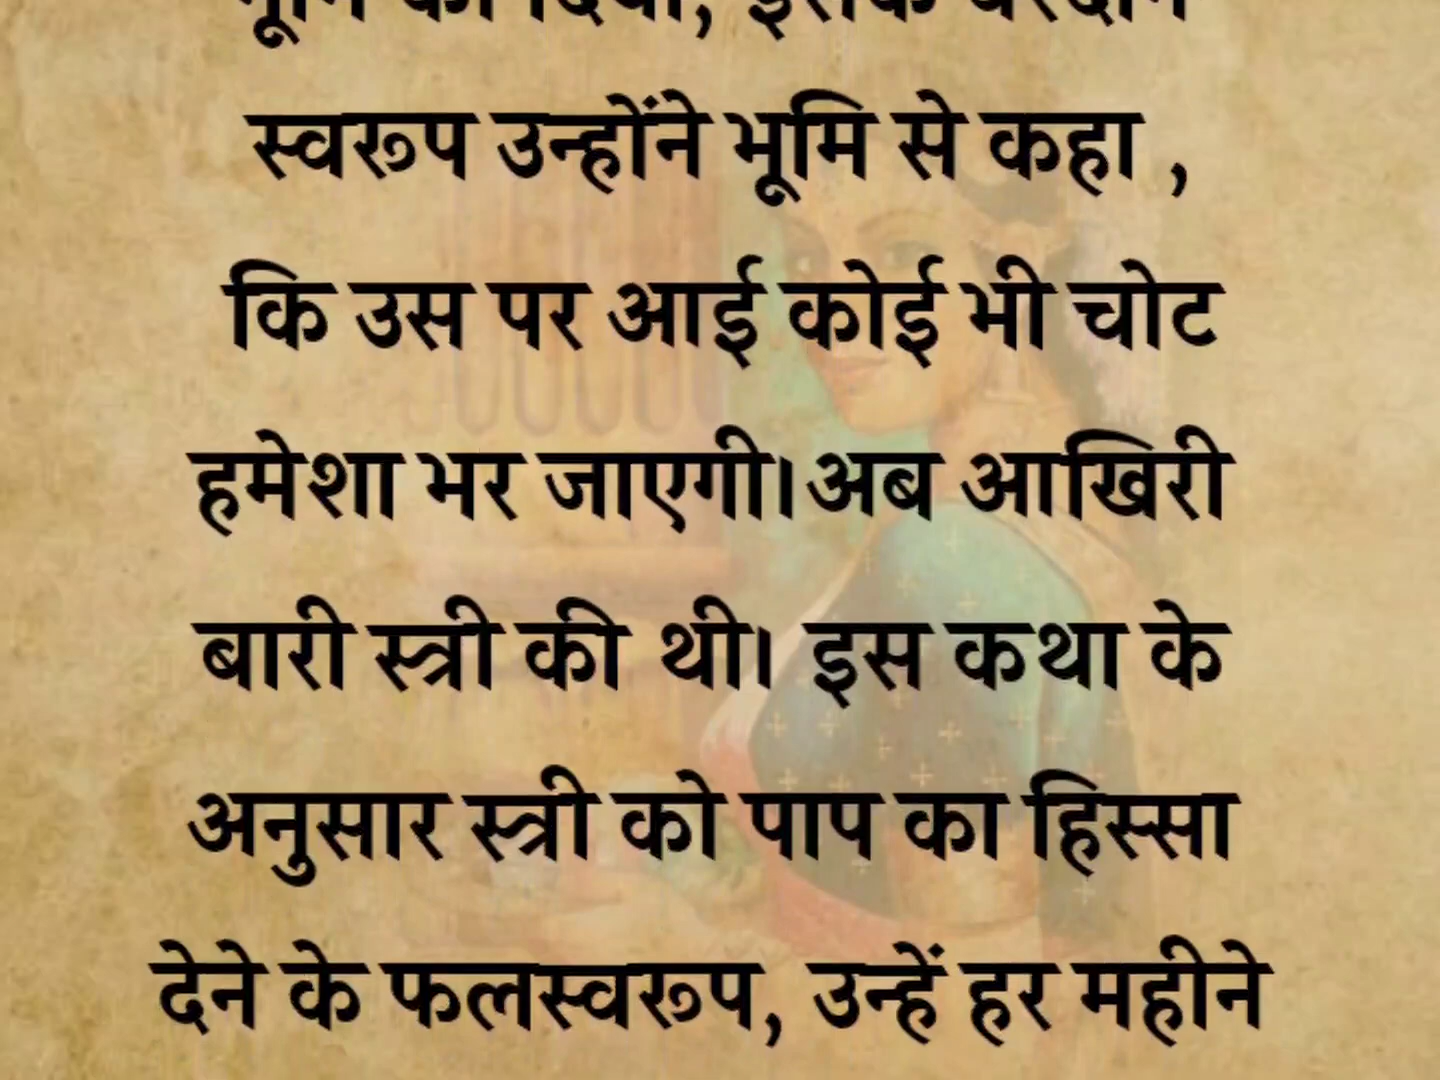 स्वरूप उन्होंने भूमि से कहा ,
कि उस पर आई कोई भी चोट
हमेशा भर जाएगी।अब आखिरी
बारी स्त्री की थी। इस कथा के
अनुसार स्त्री को पाप का हिस्सा
देने के फलस्वरूप, उन्हें हर महीने